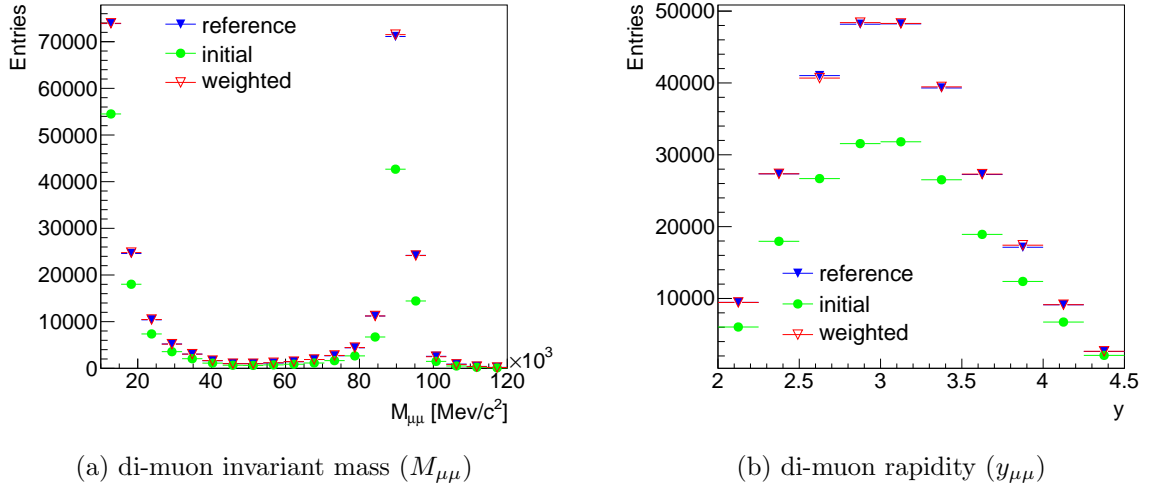 Entries
70000
60000
50000
40000
30000
20000
10000
0
reference
initial
weighted
20 40 60 80 100 120
×10³
M_μμ [Mev/c²]
(a) di-muon invariant mass (M_μμ)
Entries
50000
40000
30000
20000
10000
reference
initial
weighted
2 2.5 3 3.5 4 4.5
y
(b) di-muon rapidity (y_μμ)